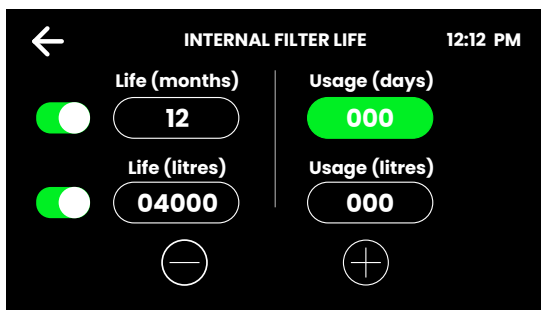 INTERNAL FILTER LIFE 12:12 PM
Life (months) Usage (days)
12 000
Life (litres) Usage (litres)
04000 000